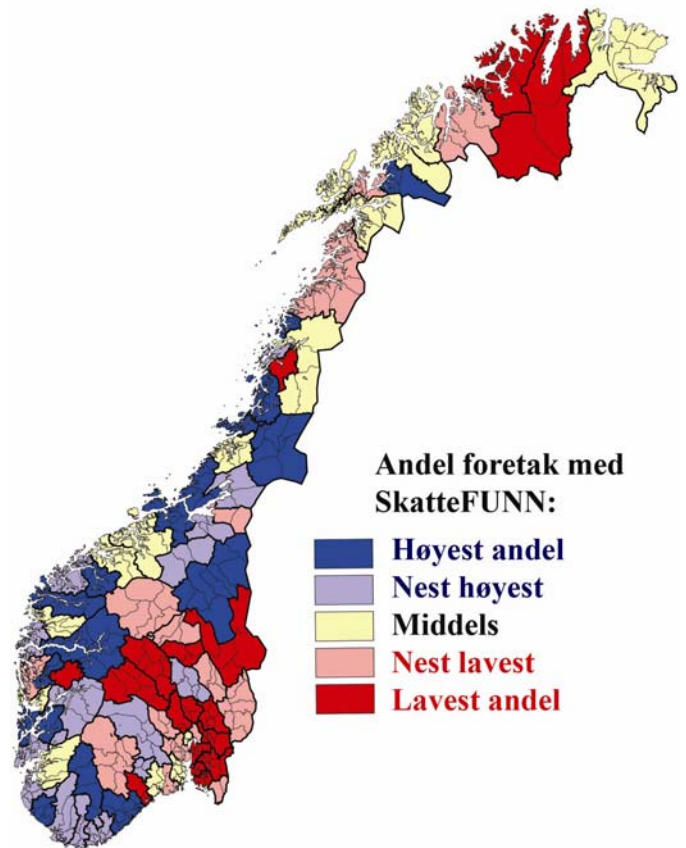 Andel foretak med
SkatteFUNN:
Høyest andel
Nest høyest
Middels
Nest lavest
Lavest andel